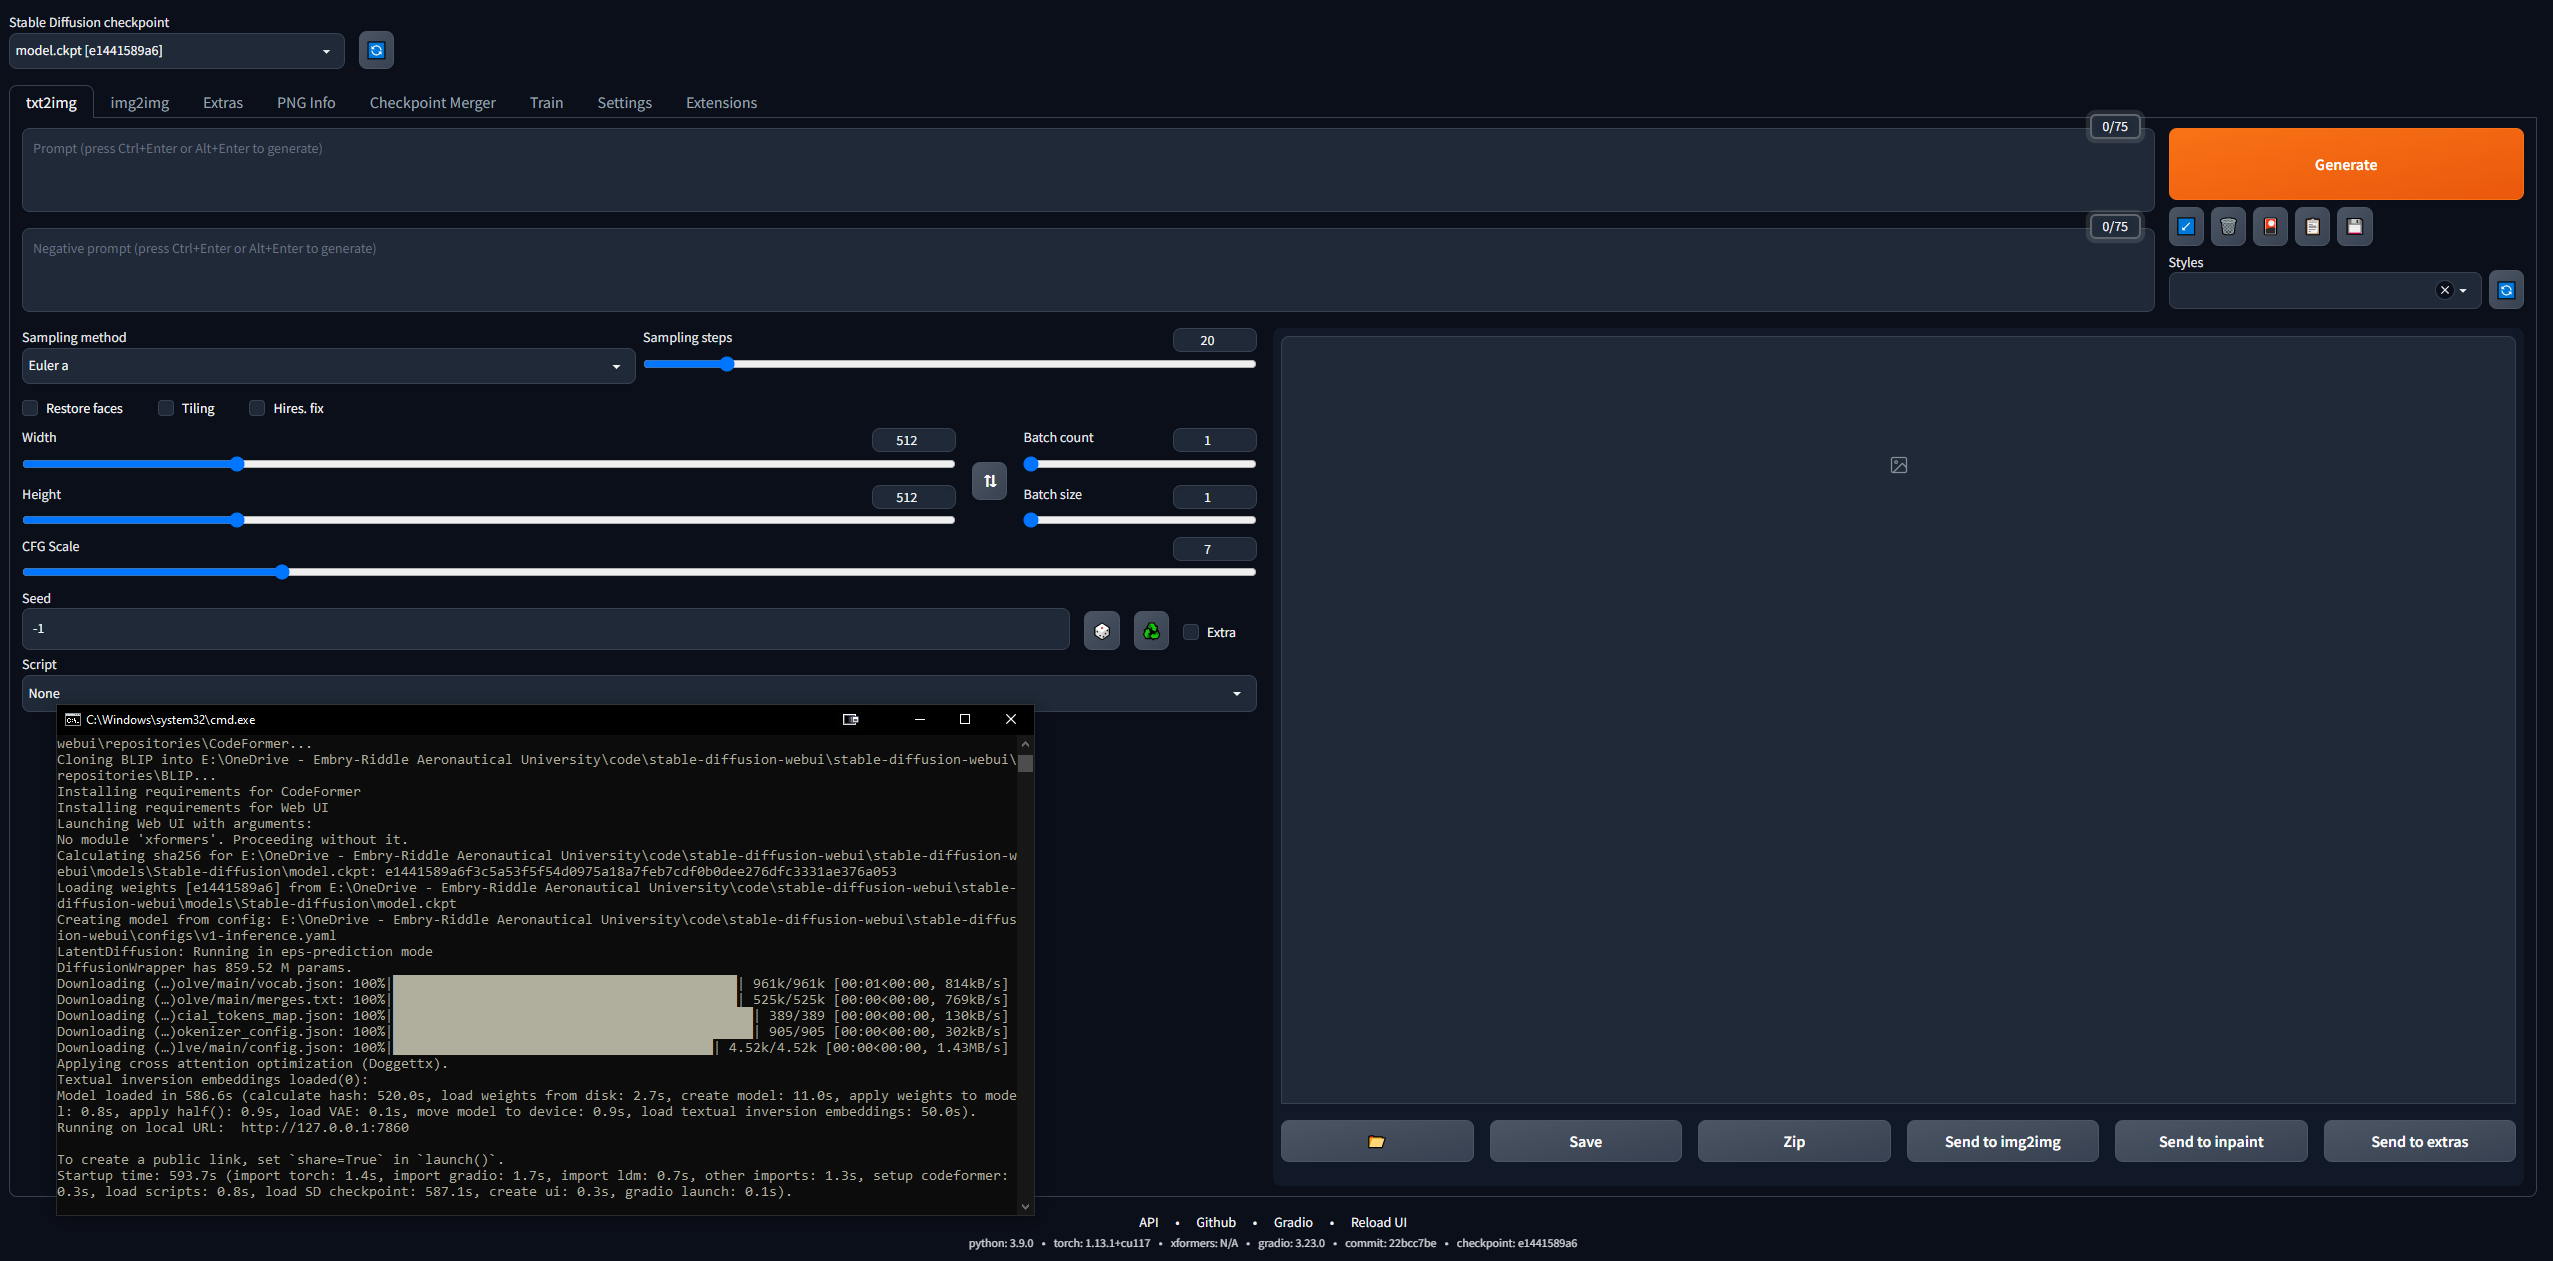 Stable Diffusion checkpoint
model.ckpt [e1441589a6]
txt2img img2img Extras PNG Info Checkpoint Merger Train Settings Extensions
Prompt (press Ctrl+Enter or Alt+Enter to generate)
0/75
Generate
Negative prompt (press Ctrl+Enter or Alt+Enter to generate)
0/75
Styles
Sampling method
Euler a
Sampling steps
20
Restore faces
Tiling
Hires. fix
Width
512
Batch count
1
Height
512
Batch size
1
CFG Scale
7
Seed
-1
Extra
Script
None
C:\Windows\system32\cmd.exe
webui\repositories\CodeFormer...
Cloning BLIP into E:\OneDrive - Embry-Riddle Aeronautical University\code\stable-diffusion-webui\stable-diffusion-webui\
repositories\BLIP...
Installing requirements for CodeFormer
Installing requirements for Web UI
Launching Web UI with arguments:
No module 'xformers'. Proceeding without it.
Calculating sha256 for E:\OneDrive - Embry-Riddle Aeronautical University\code\stable-diffusion-webui\stable-diffusion-w
ebui\models\Stable-diffusion\model.ckpt: e1441589a6f3c5a53f5f54d0975a18a7feb7cdf0b0dee276dfc3331ae376a053
Loading weights [e1441589a6] from E:\OneDrive - Embry-Riddle Aeronautical University\code\stable-diffusion-webui\stable-
diffusion-webui\models\Stable-diffusion\model.ckpt
Creating model from config: E:\OneDrive - Embry-Riddle Aeronautical University\code\stable-diffusion-webui\stable-diffus
ion-webui\configs\v1-inference.yaml
LatentDiffusion: Running in eps-prediction mode
DiffusionWrapper has 859.52 M params.
Downloading (…)olve/main/vocab.json: 100%| | 961k/961k [00:01<00:00, 814kB/s]
Downloading (…)olve/main/merges.txt: 100%| | 525k/525k [00:00<00:00, 769kB/s]
Downloading (…)cial_tokens_map.json: 100%| | 389/389 [00:00<00:00, 130kB/s]
Downloading (…)okenizer_config.json: 100%| | 905/905 [00:00<00:00, 302kB/s]
Downloading (…)lve/main/config.json: 100%| | 4.52k/4.52k [00:00<00:00, 1.43MB/s]
Applying cross attention optimization (Doggettx).
Textual inversion embeddings loaded(0):
Model loaded in 586.6s (calculate hash: 520.0s, load weights from disk: 2.7s, create model: 11.0s, apply weights to mode
l: 0.8s, apply half(): 0.9s, load VAE: 0.1s, move model to device: 0.9s, load textual inversion embeddings: 50.0s).
Running on local URL:  http://127.0.0.1:7860
To create a public link, set `share=True` in `launch()`.
Startup time: 593.7s (import torch: 1.4s, import gradio: 1.7s, import ldm: 0.7s, other imports: 1.3s, setup codeformer:
0.3s, load scripts: 0.8s, load SD checkpoint: 587.1s, create ui: 0.3s, gradio launch: 0.1s).
Save
Zip
Send to img2img
Send to inpaint
Send to extras
API • Github • Gradio • Reload UI
python: 3.9.0 • torch: 1.13.1+cu117 • xformers: N/A • gradio: 3.23.0 • commit: 22bcc7be • checkpoint: e1441589a6